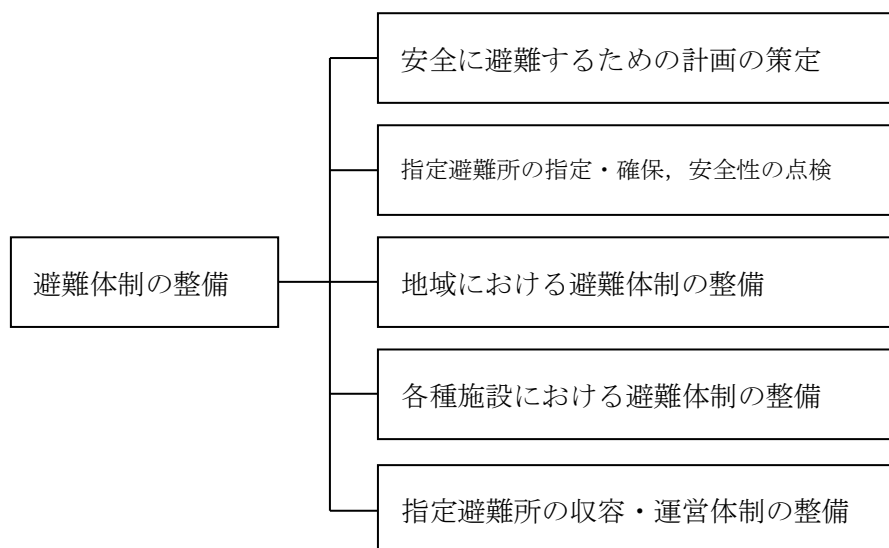 安全に避難するための計画の策定
指定避難所の指定・確保，安全性の点検
避難体制の整備
地域における避難体制の整備
各種施設における避難体制の整備
指定避難所の収容・運営体制の整備